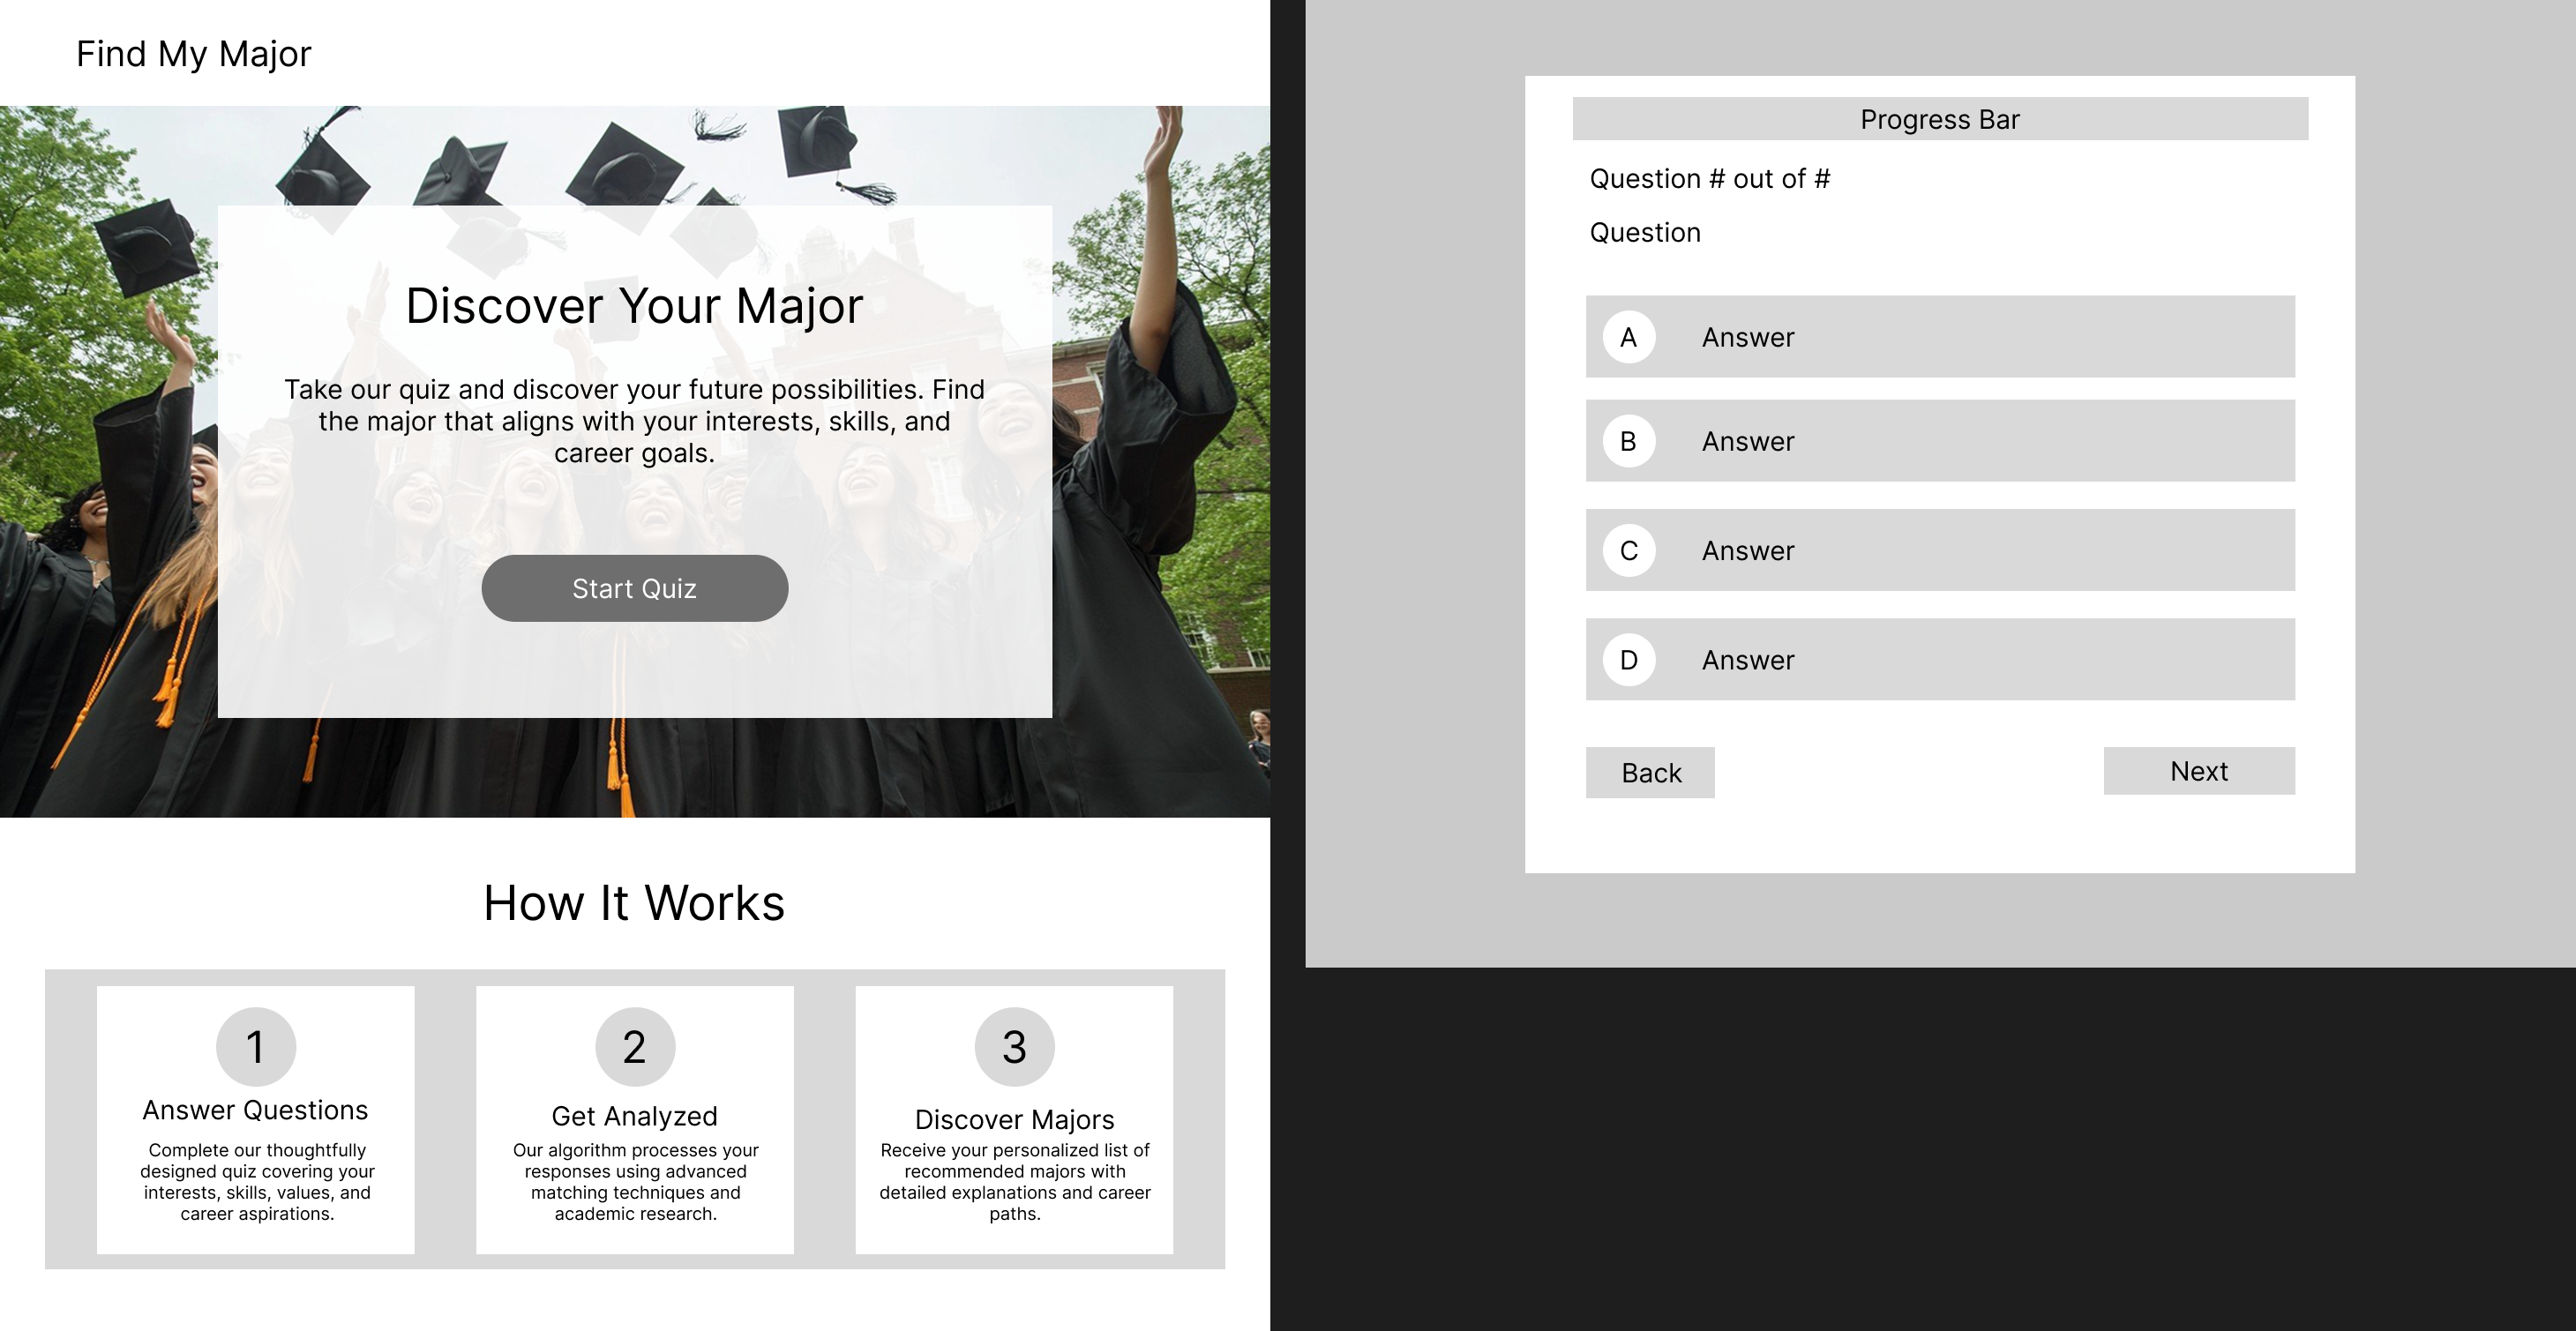 Find My Major
Discover Your Major
Take our quiz and discover your future possibilities. Find
the major that aligns with your interests, skills, and
career goals.
Start Quiz
How It Works
1
Answer Questions
Complete our thoughtfully
designed quiz covering your
interests, skills, values, and
career aspirations.
2
Get Analyzed
Our algorithm processes your
responses using advanced
matching techniques and
academic research.
3
Discover Majors
Receive your personalized list of
recommended majors with
detailed explanations and career
paths.
Progress Bar
Question # out of #
Question
A Answer
B Answer
C Answer
D Answer
Back
Next